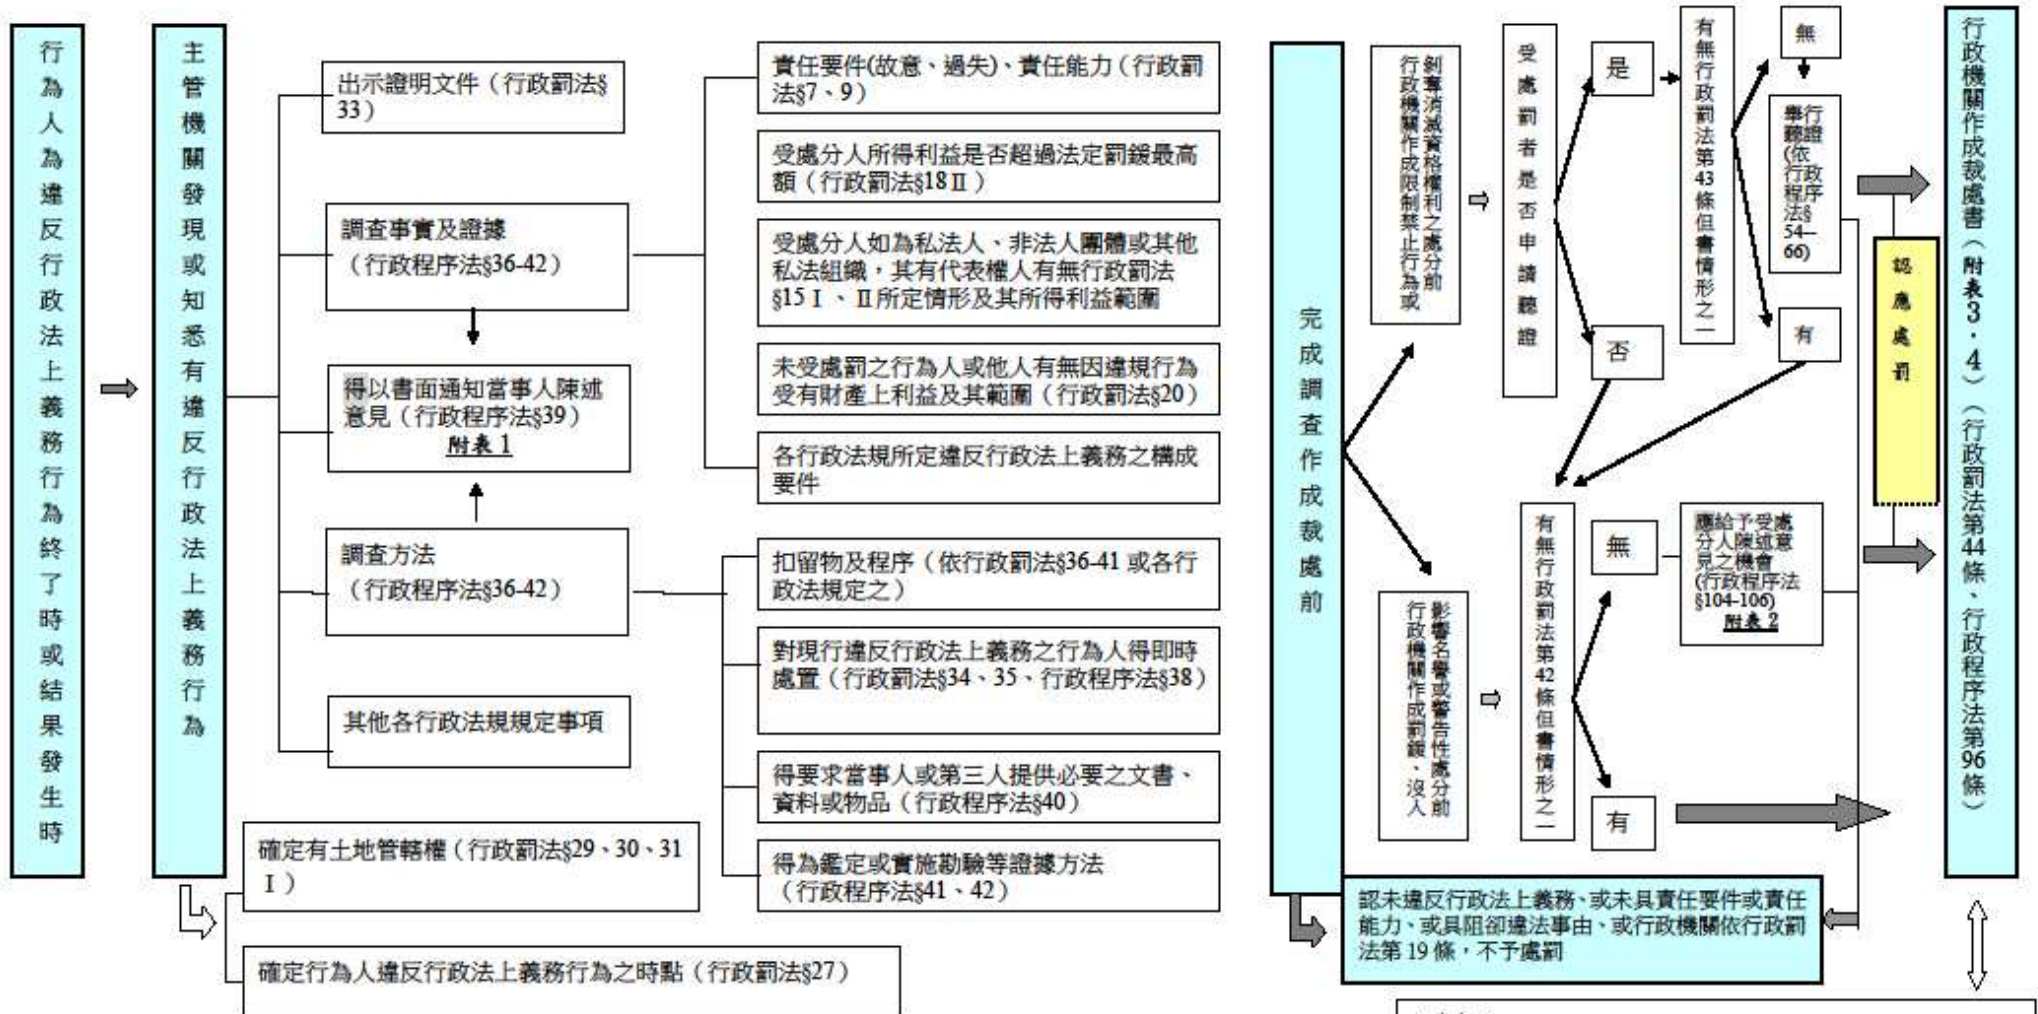 行為人為違反行政法上義務行為終了時或結果發生時
主管機關發現或知悉有違反行政法上義務行為
出示證明文件（行政罰法§
33）
調查事實及證據
（行政程序法§36-42）
得以書面通知當事人陳述
意見（行政程序法§39）
附表 1
調查方法
（行政程序法§36-42）
其他各行政法規規定事項
確定有土地管轄權（行政罰法§29、30、31
Ⅰ）
確定行為人違反行政法上義務行為之時點（行政罰法§27）
責任要件(故意、過失)、責任能力（行政罰
法§7、9）
受處分人所得利益是否超過法定罰鍰最高
額（行政罰法§18Ⅱ）
受處分人如為私法人、非法人團體或其他
私法組織，其有代表權人有無行政罰法
§15Ⅰ、Ⅱ所定情形及其所得利益範圍
未受處罰之行為人或他人有無因違規行為
受有財產上利益及其範圍（行政罰法§20）
各行政法規所定違反行政法上義務之構成
要件
扣留物及程序（依行政罰法§36-41 或各行
政法規定之）
對現行違反行政法上義務之行為人得即時
處置（行政罰法§34、35、行政程序法§38）
得要求當事人或第三人提供必要之文書、
資料或物品（行政程序法§40）
得為鑑定或實施勘驗等證據方法
（行政程序法§41、42）
完成調查作成裁處前
行政機關作成限制禁止行為或
剝奪消滅資格權利之處分前
受處罰者是否申請聽證
是
否
有無行政罰法第43條但書情形之一
無
舉行
聽證
(依
行政
程序
法§
54—
66)
有
行政機關作成罰鍰、沒入
影響名譽或警告性處分前
有無行政罰法第42條但書情形之一
無
應給予受處
分人陳述意
見之機會
(行政程序法
§104-106)
附表 2
有
認應處罰
行政機關作成裁處書（附表3．4）（行政罰法第44條、行政程序法第96條）
認未違反行政法上義務、或未具責任要件或責任
能力、或具阻卻違法事由、或行政機關依行政罰
法第 19 條，不予處罰